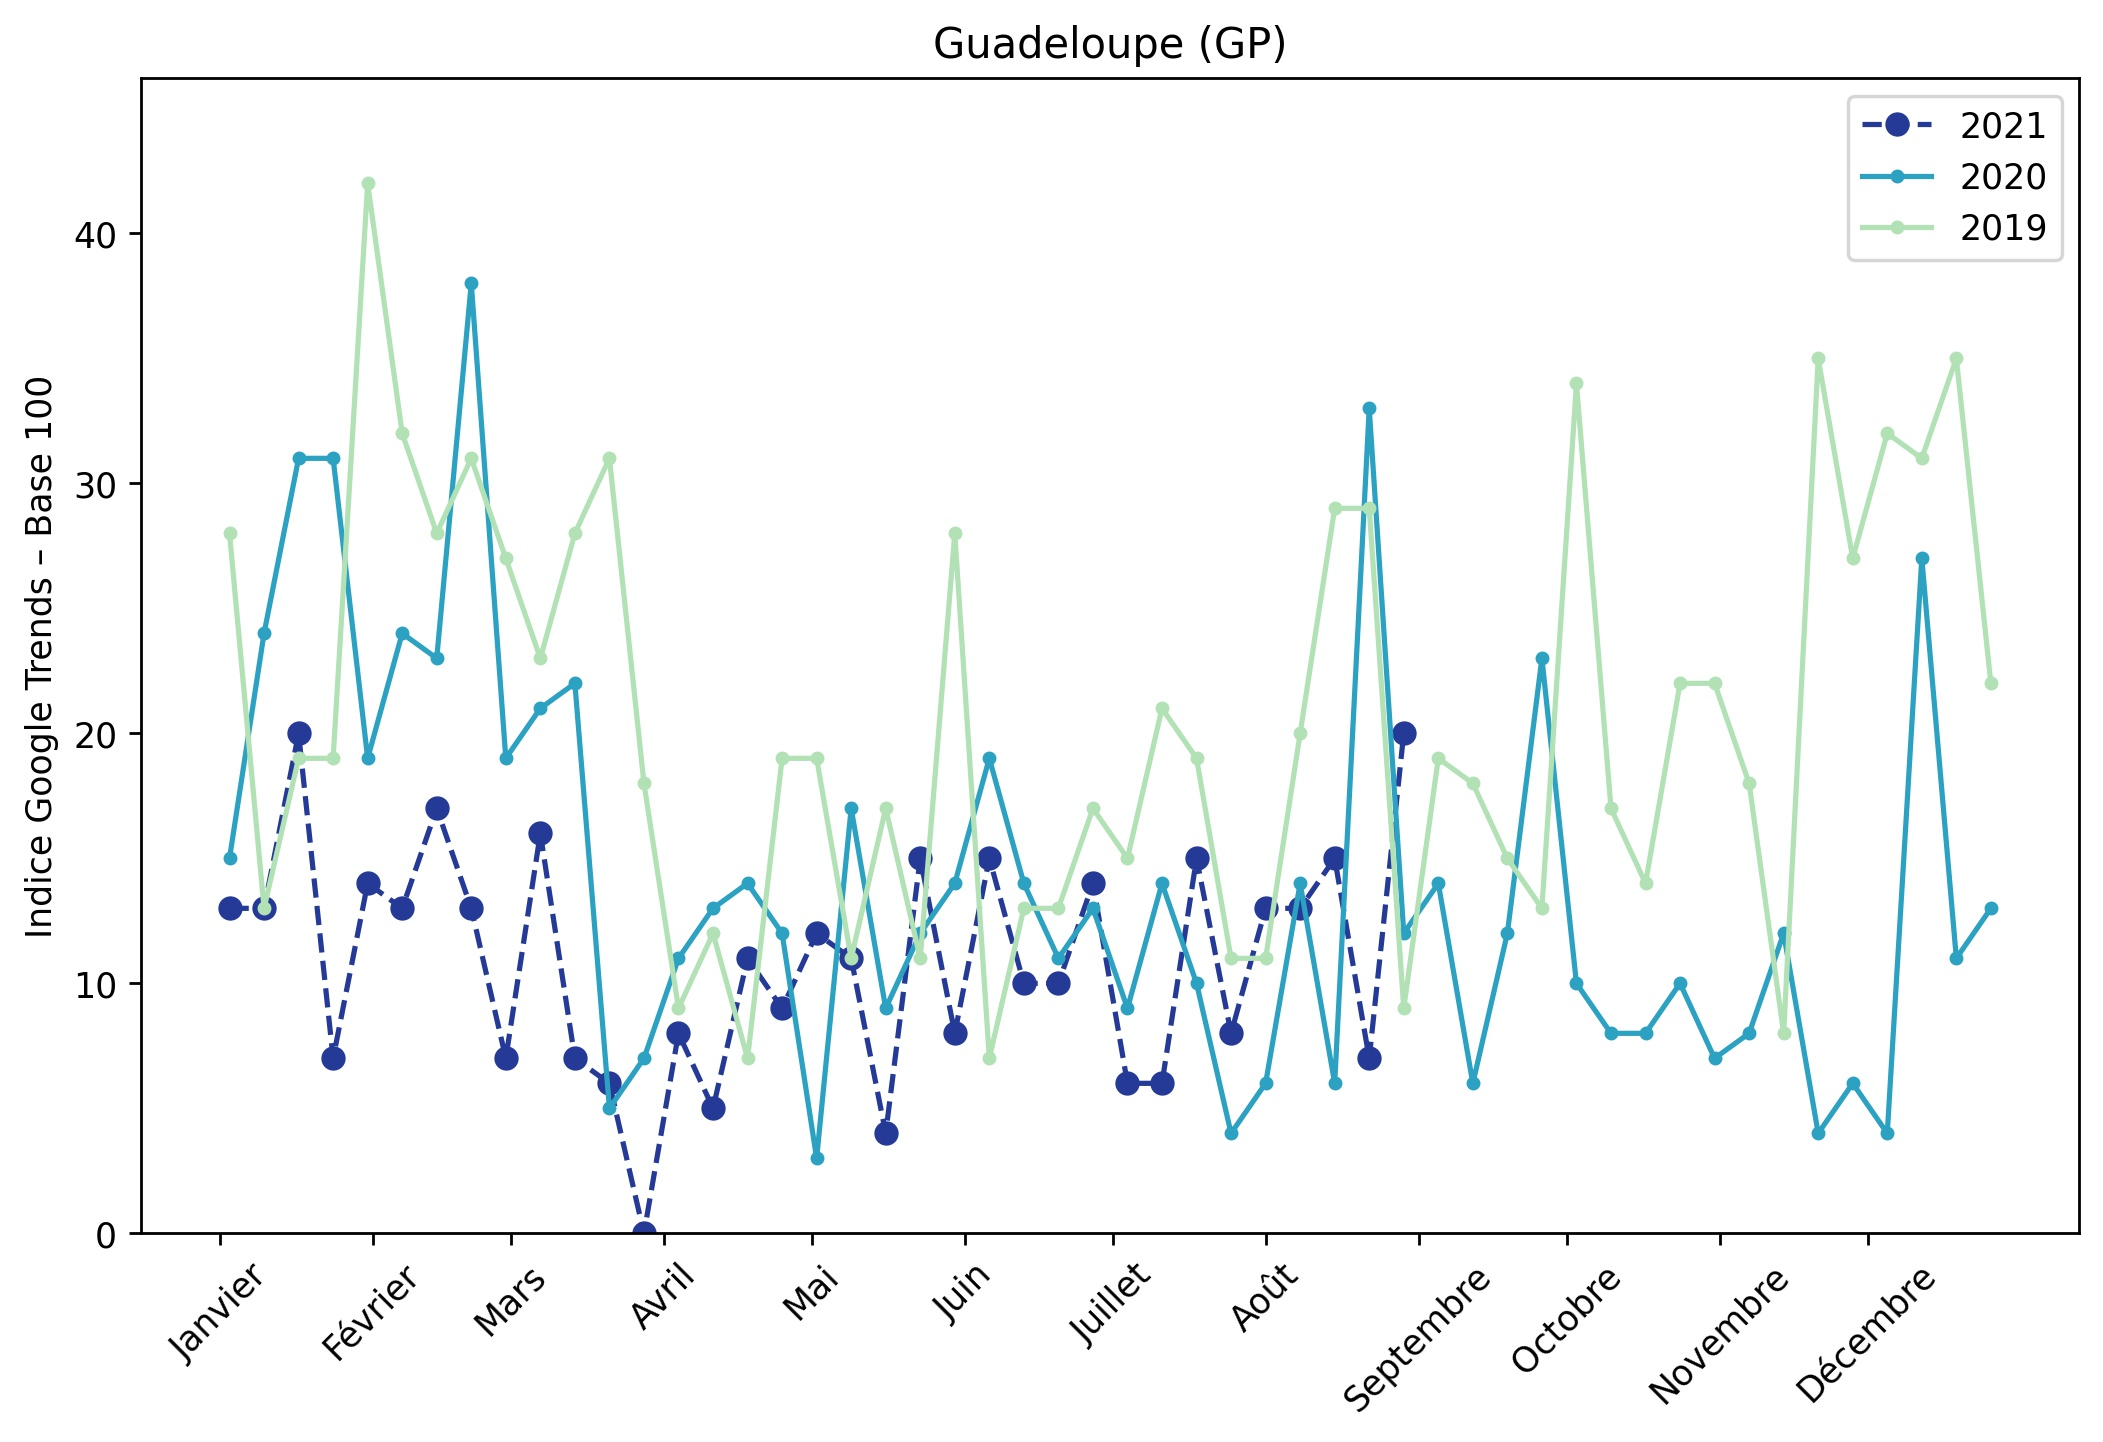 Guadeloupe (GP)
2021
2020
2019
Indice Google Trends – Base 100
40
30
20
10
0
Janvier
Février
Mars
Avril
Mai
Juin
Juillet
Août
Septembre
Octobre
Novembre
Décembre